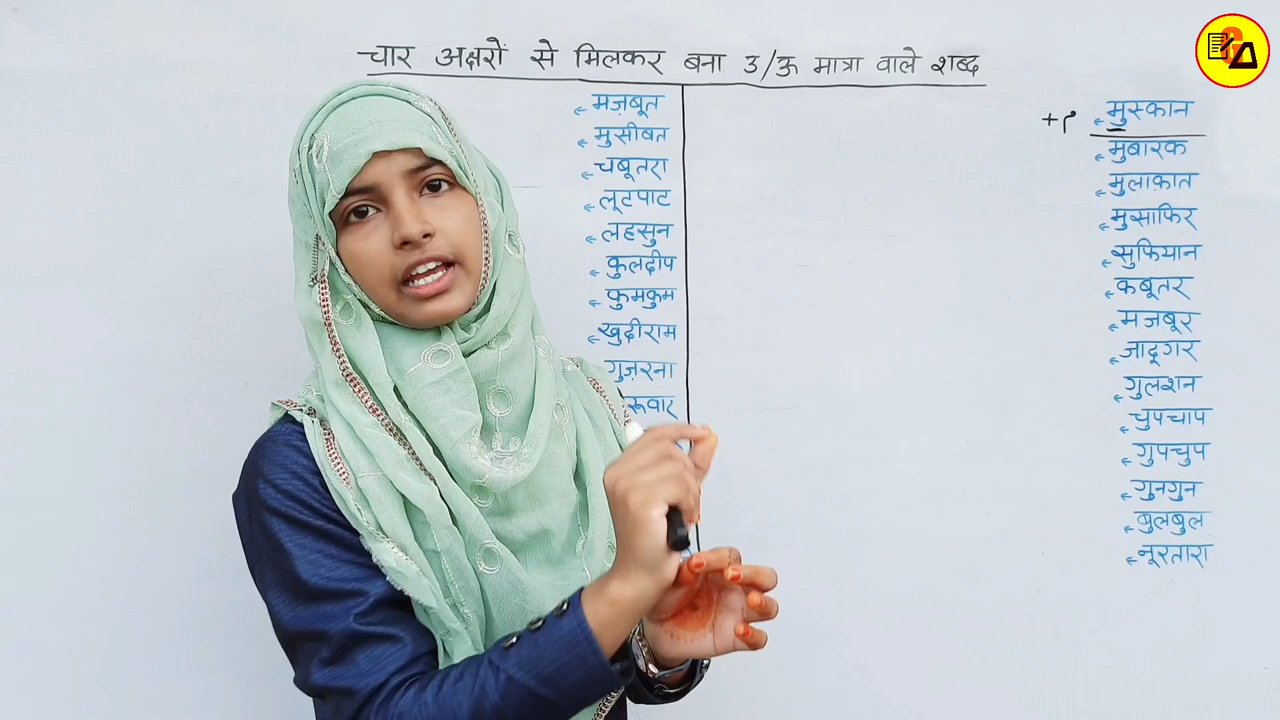 चार अक्षरों से मिलकर बना उ/ऊ मात्रा वाले शब्द
मज़बूत
मुसीबत
चबूतरा
लूटपाट
लहसुन
कुलदीप
कुमकुम
खुदीराम
गुज़रना
रूवार
मुस्कान
मुबारक
मुलाक़ात
मुसाफिर
सुफियान
कबूतर
मजबूर
जादूगर
गुलशन
चुपचाप
गुपचुप
गुनगुन
बुलबुल
नूरतारा